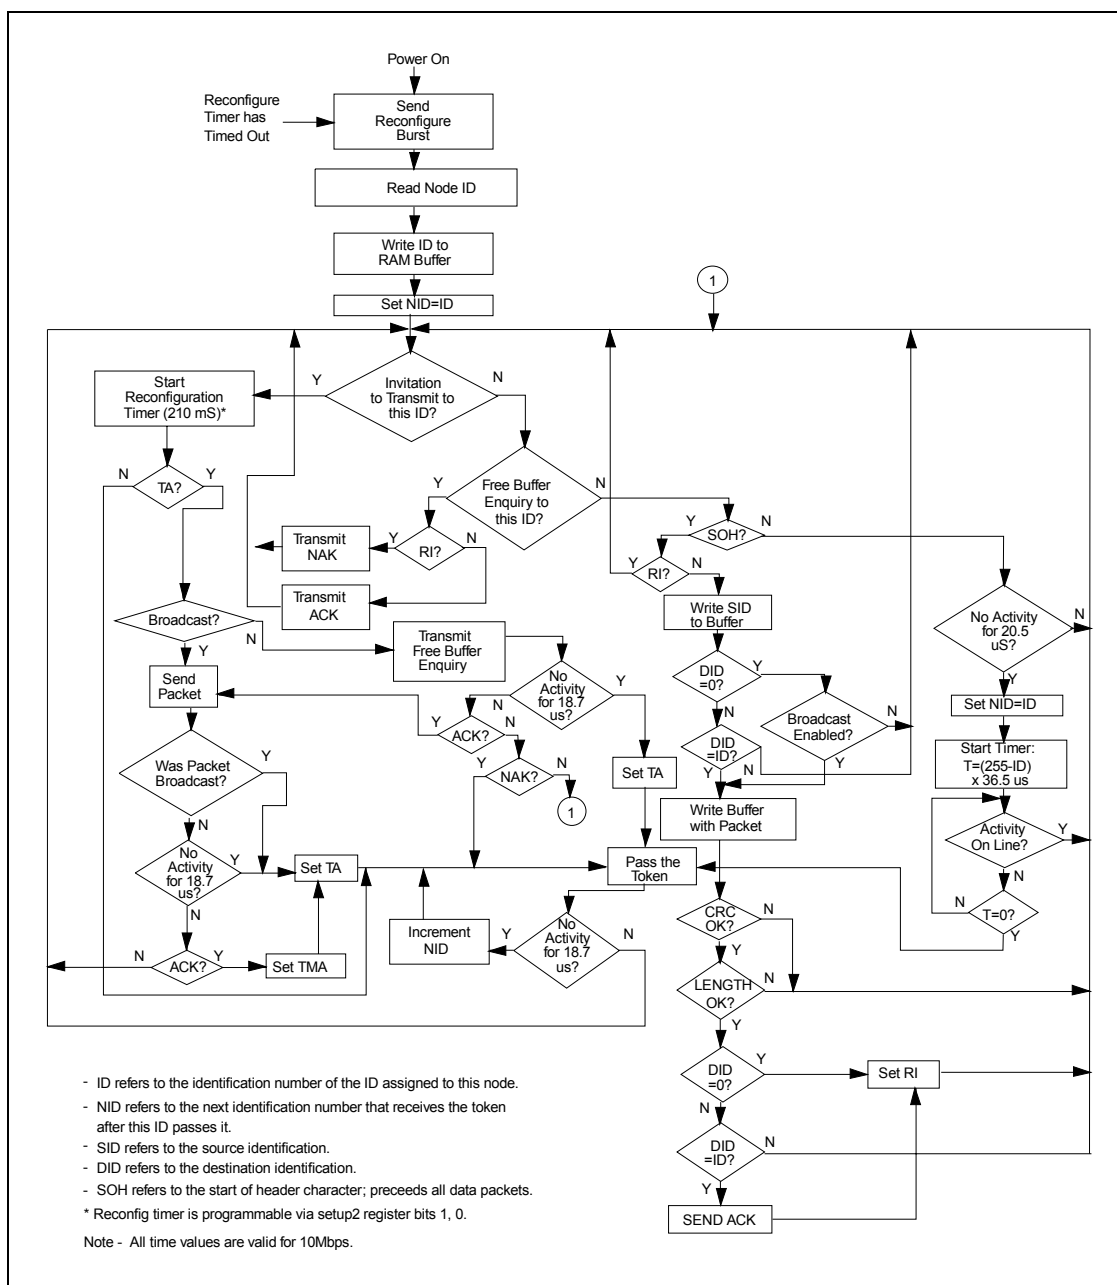 Power On
Reconfigure
Timer has
Timed Out
Send
Reconfigure
Burst
Read Node ID
Write ID to
RAM Buffer
Set NID=ID
1
Start
Reconfiguration
Timer (210 mS)*
Y
Invitation
to Transmit to
this ID?
N
N
TA?
Y
Y
Free Buffer
Enquiry to
this ID?
N
Transmit
NAK
Y
RI?
N
Transmit
ACK
Y
SOH?
N
Y
RI?
N
Write SID
to Buffer
No Activity
for 20.5
uS?
N
Y
Broadcast?
N
Y
Transmit
Free Buffer
Enquiry
No
Activity
for 18.7
us?
Y
N
DID
=0?
Y
N
Broadcast
Enabled?
N
Y
Set NID=ID
Send
Packet
Y
ACK?
N
DID
=ID?
N
Y
Start Timer:
T=(255-ID)
x 36.5 us
Was Packet
Broadcast?
Y
N
NAK?
Y
N
1
Set TA
Write Buffer
with Packet
Activity
On Line?
Y
N
No
Activity
for 18.7
us?
Y
N
Set TA
Pass the
Token
N
T=0?
Y
Increment
NID
Y
No
Activity
for 18.7
us?
N
CRC
OK?
N
Y
N
ACK?
Y
Set TMA
LENGTH
OK?
N
Y
DID
=0?
Y
N
Set RI
DID
=ID?
N
Y
SEND ACK
- ID refers to the identification number of the ID assigned to this node.
- NID refers to the next identification number that receives the token
after this ID passes it.
- SID refers to the source identification.
- DID refers to the destination identification.
- SOH refers to the start of header character; preceeds all data packets.
* Reconfig timer is programmable via setup2 register bits 1, 0.
Note - All time values are valid for 10Mbps.